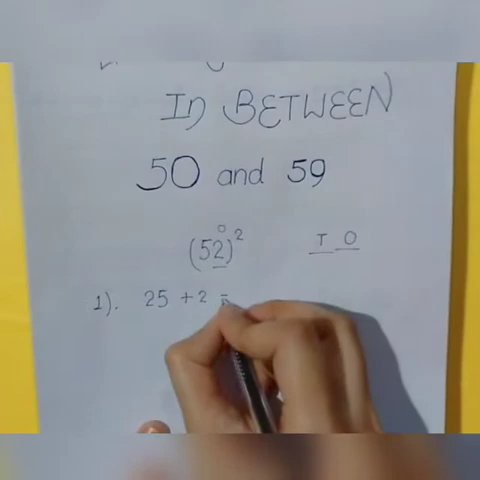 In BETWEEN
50 and 59
(52)² T O
O
1). 25 + 2 =